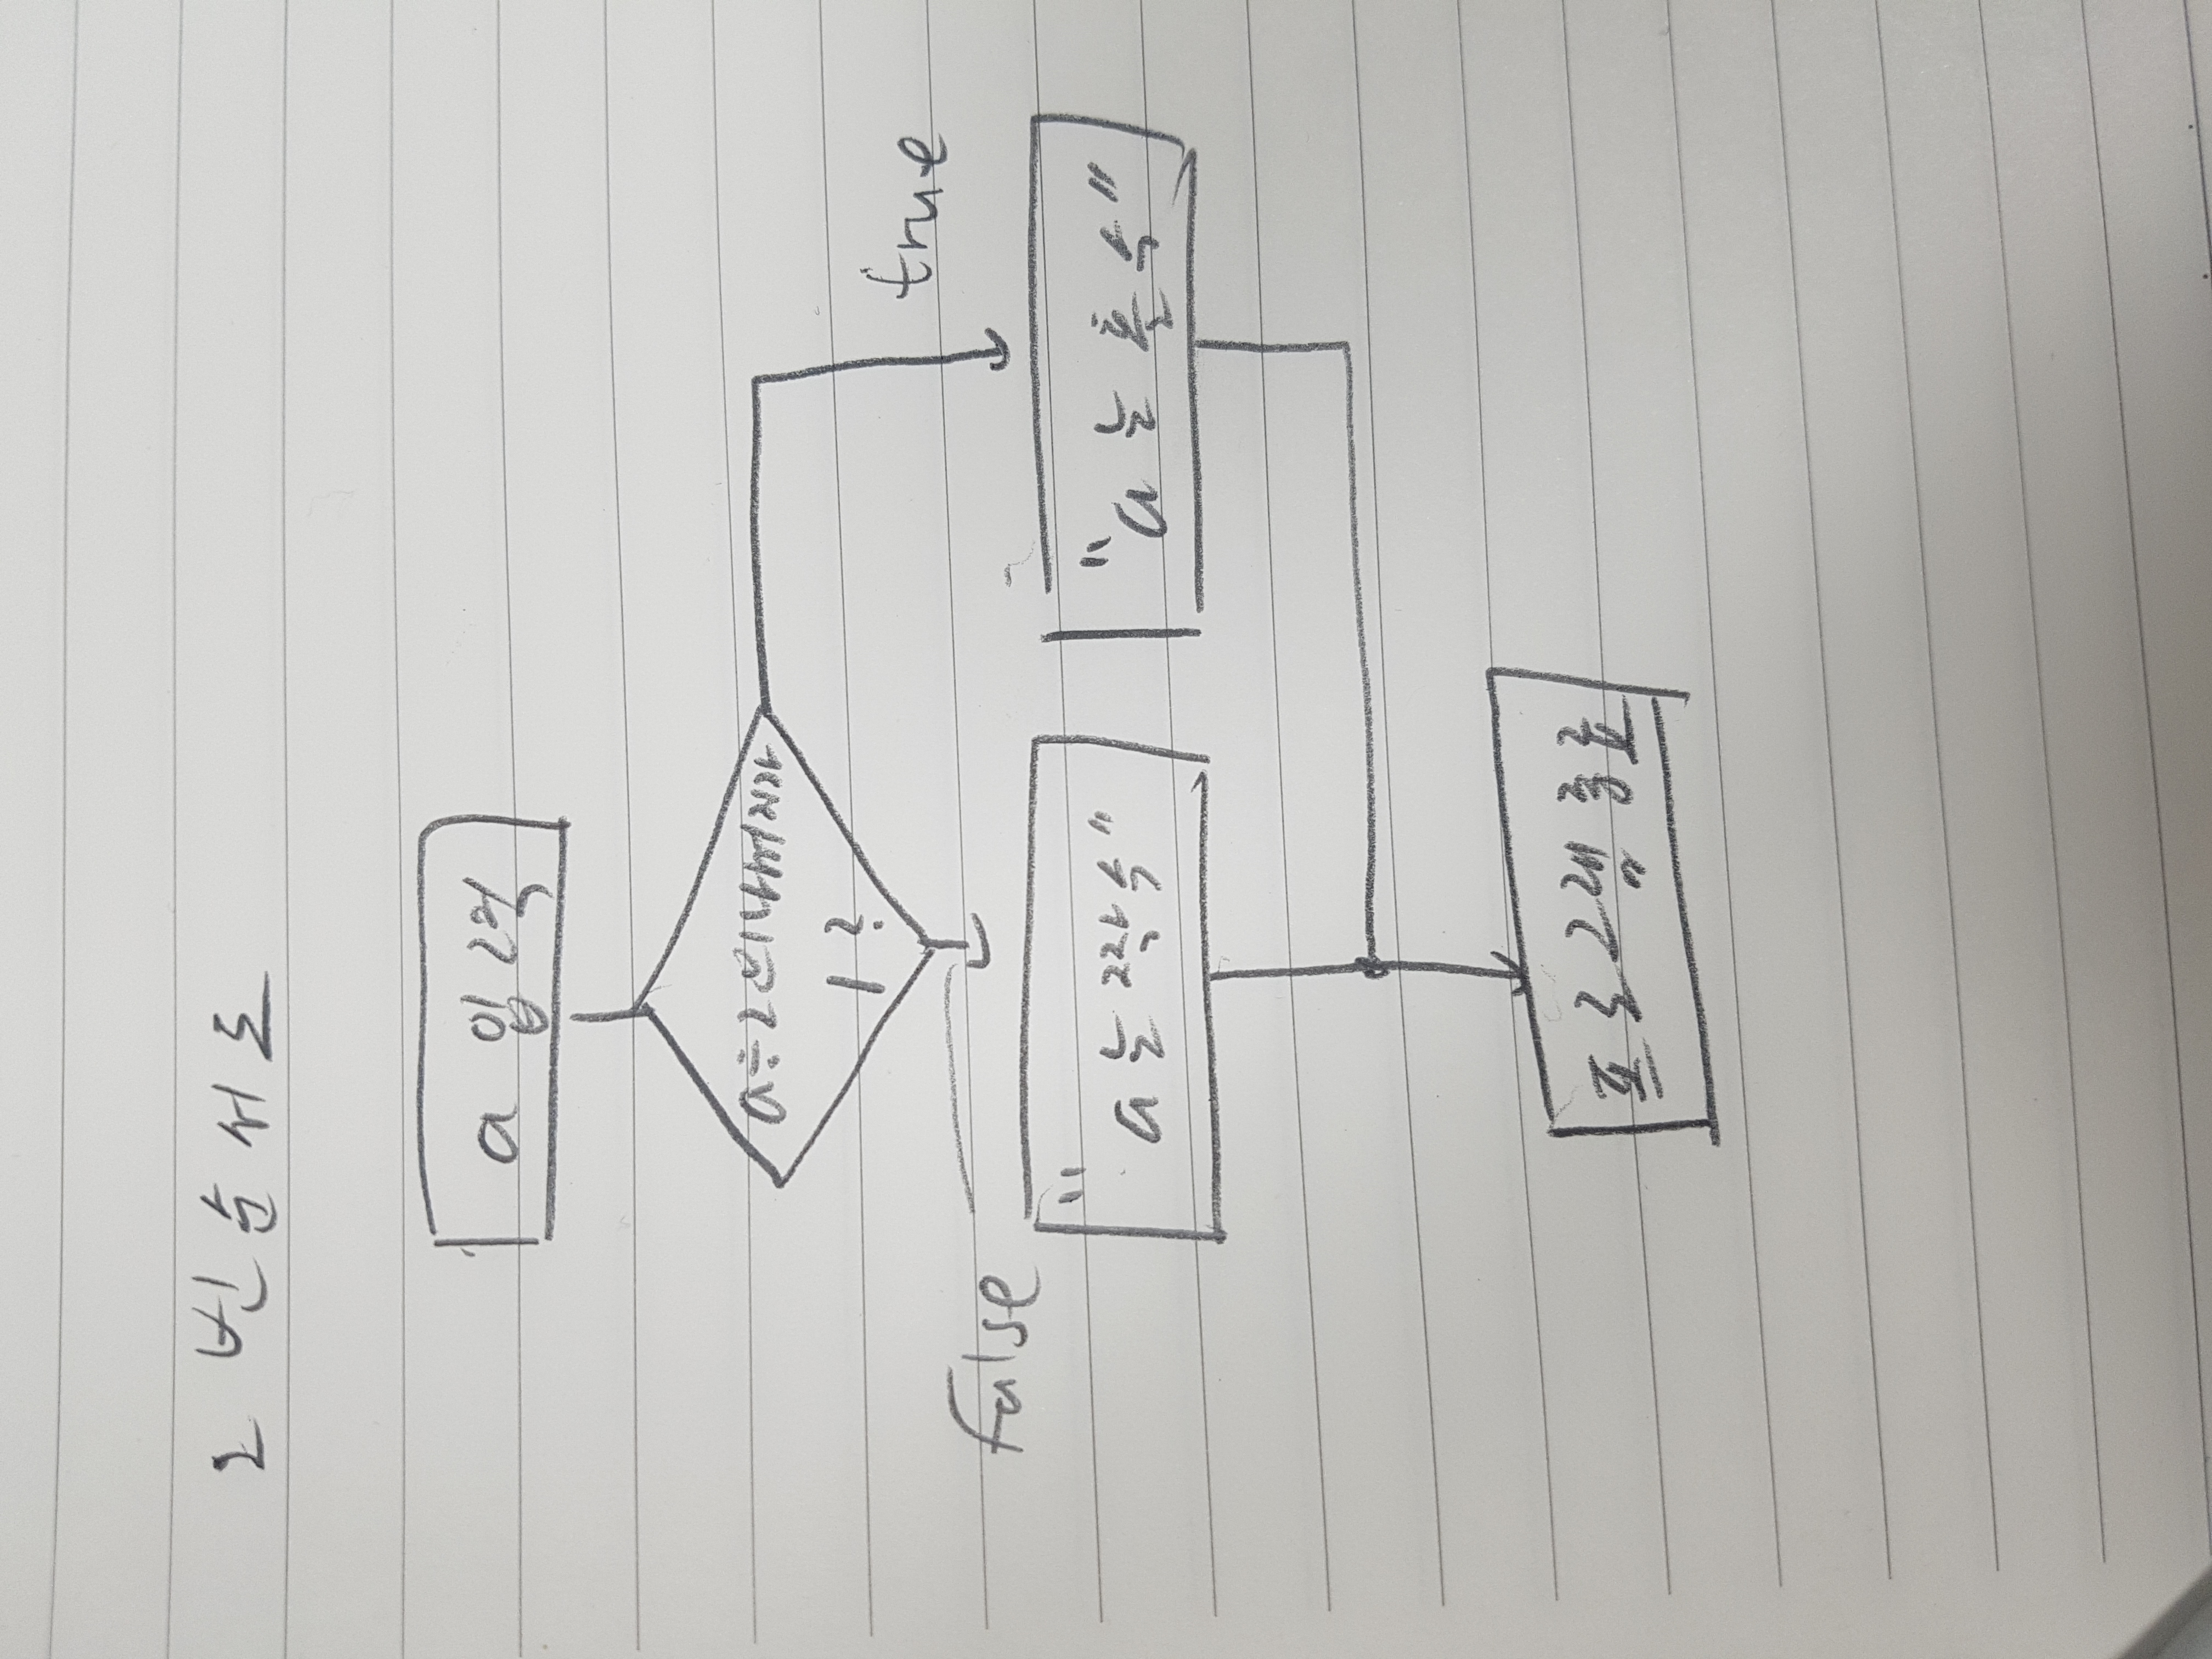 2 번 순서도
a 입력
a÷2의 나머지가
1?
true
false
"a는 짝수"
"a는 홀수"
프로그램 종료